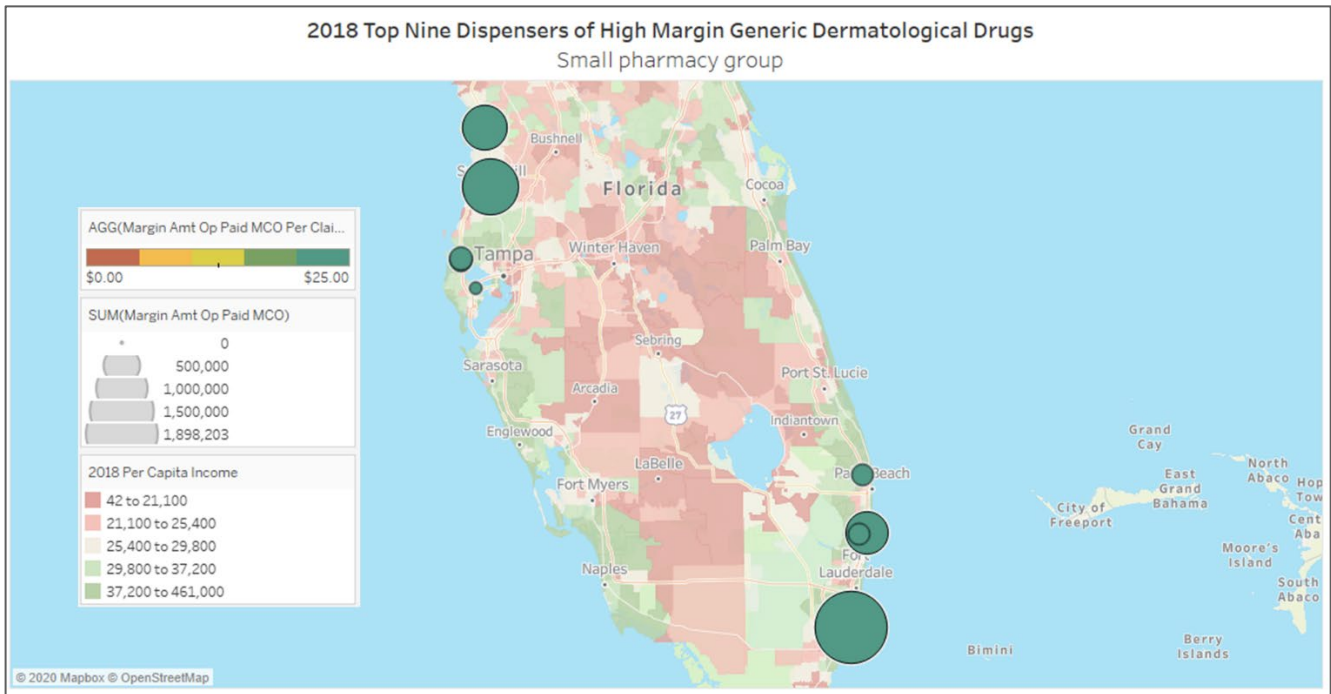 2018 Top Nine Dispensers of High Margin Generic Dermatological Drugs
Small pharmacy group
Bushnell
Florida
Cocoa
AGG(Margin Amt Op Paid MCO Per Clai...
$0.00 $25.00
Tampa
Winter Haven
Palm Bay
SUM(Margin Amt Op Paid MCO)
0
500,000
1,000,000
1,500,000
1,898,203
Sebring
Sarasota
Arcadia
Port St. Lucie
27
Indiantown
Englewood
LaBelle
Fort Myers
Grand
Cay
North
Abaco
East
Grand
Bahama
City of
Freeport
Hop
Tow
Cent
Aba
Moore's
Island
South
Abaco
2018 Per Capita Income
42 to 21,100
21,100 to 25,400
25,400 to 29,800
29,800 to 37,200
37,200 to 461,000
Naples
Fort
Lauderdale
Bimini
Berry
Islands
© 2020 Mapbox © OpenStreetMap